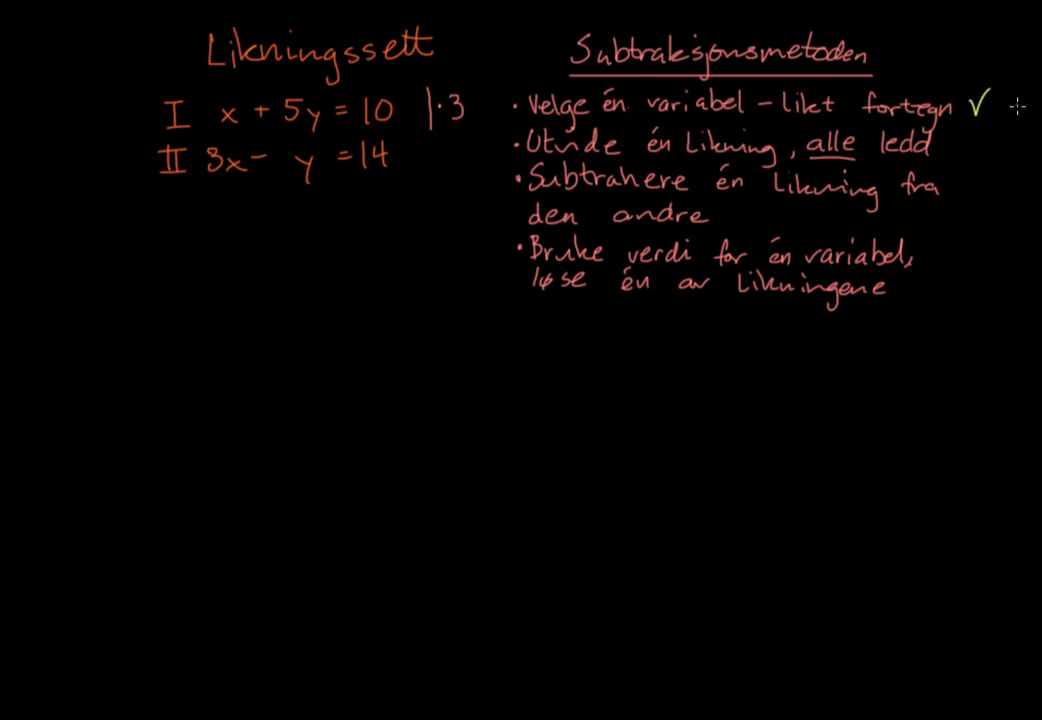 Likningssett
I x + 5y = 10 |·3
II 3x - y = 14
Subtraksjonsmetoden
· Velge én variabel - likt fortegn ✓
· Utvide én likning, alle ledd
· Subtrahere én likning fra
den andre
· Bruke verdi for én variabel,
løse én av likningene